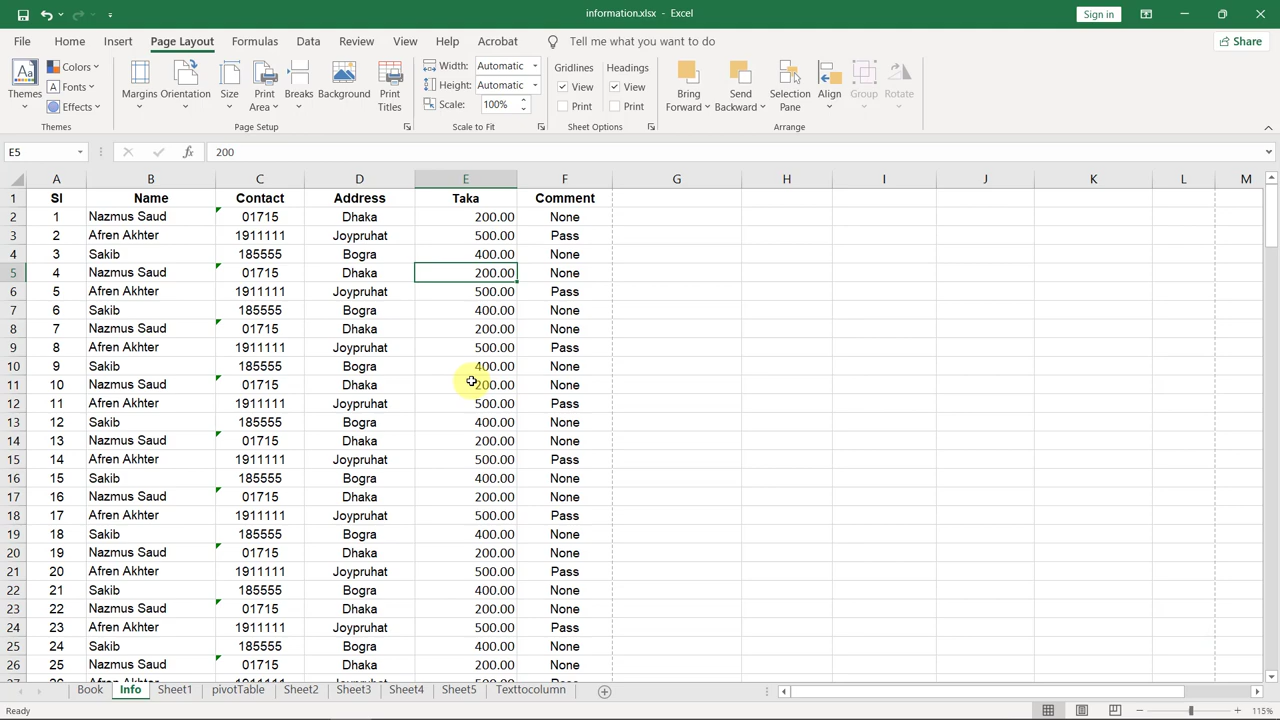 information.xlsx - Excel
Sign in
File Home Insert Page Layout Formulas Data Review View Help Acrobat Tell me what you want to do Share
Themes
Colors
Fonts
Effects
Themes
Margins Orientation Size Print Area Breaks Background Print Titles
Page Setup
Width: Automatic
Height: Automatic
Scale: 100%
Scale to Fit
Gridlines Headings
View View
Print Print
Sheet Options
Bring Forward Send Backward Selection Pane Align Group Rotate
Arrange
E5 fx 200
A B C D E F G H I J K L M
1 Sl Name Contact Address Taka Comment
2 1 Nazmus Saud 01715 Dhaka 200.00 None
3 2 Afren Akhter 1911111 Joypruhat 500.00 Pass
4 3 Sakib 185555 Bogra 400.00 None
5 4 Nazmus Saud 01715 Dhaka 200.00 None
6 5 Afren Akhter 1911111 Joypruhat 500.00 Pass
7 6 Sakib 185555 Bogra 400.00 None
8 7 Nazmus Saud 01715 Dhaka 200.00 None
9 8 Afren Akhter 1911111 Joypruhat 500.00 Pass
10 9 Sakib 185555 Bogra 400.00 None
11 10 Nazmus Saud 01715 Dhaka 200.00 None
12 11 Afren Akhter 1911111 Joypruhat 500.00 Pass
13 12 Sakib 185555 Bogra 400.00 None
14 13 Nazmus Saud 01715 Dhaka 200.00 None
15 14 Afren Akhter 1911111 Joypruhat 500.00 Pass
16 15 Sakib 185555 Bogra 400.00 None
17 16 Nazmus Saud 01715 Dhaka 200.00 None
18 17 Afren Akhter 1911111 Joypruhat 500.00 Pass
19 18 Sakib 185555 Bogra 400.00 None
20 19 Nazmus Saud 01715 Dhaka 200.00 None
21 20 Afren Akhter 1911111 Joypruhat 500.00 Pass
22 21 Sakib 185555 Bogra 400.00 None
23 22 Nazmus Saud 01715 Dhaka 200.00 None
24 23 Afren Akhter 1911111 Joypruhat 500.00 Pass
25 24 Sakib 185555 Bogra 400.00 None
26 25 Nazmus Saud 01715 Dhaka 200.00 None
Book Info Sheet1 pivotTable Sheet2 Sheet3 Sheet4 Sheet5 Texttocolumn
Ready 115%